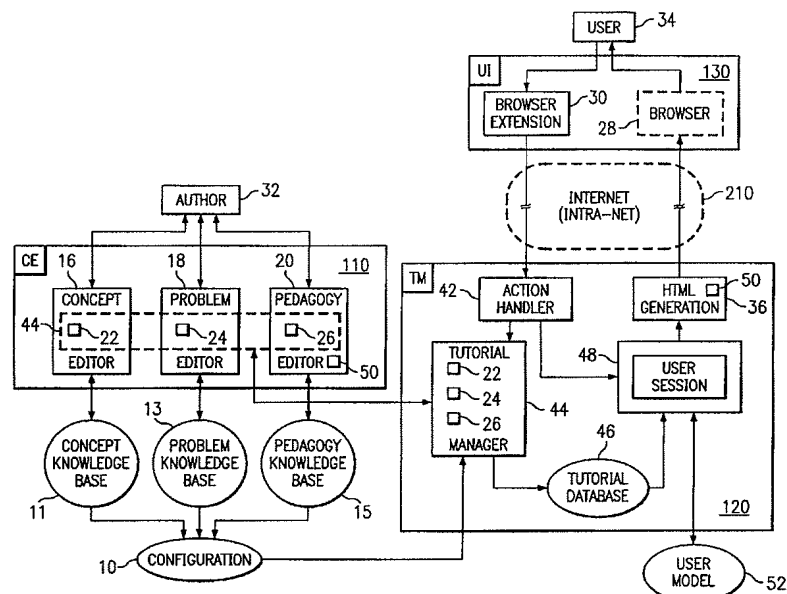 USER
34
UI
130
BROWSER
EXTENSION
30
BROWSER
28
INTERNET
(INTRA-NET)
210
AUTHOR
32
CE
110
16
18
20
CONCEPT
PROBLEM
PEDAGOGY
44
22
24
26
EDITOR
EDITOR
EDITOR
50
CONCEPT
KNOWLEDGE
BASE
11
13
PROBLEM
KNOWLEDGE
BASE
PEDAGOGY
KNOWLEDGE
BASE
15
10
CONFIGURATION
TM
42
ACTION
HANDLER
HTML
GENERATION
50
36
TUTORIAL
22
24
26
MANAGER
44
48
USER
SESSION
46
TUTORIAL
DATABASE
120
USER
MODEL
52